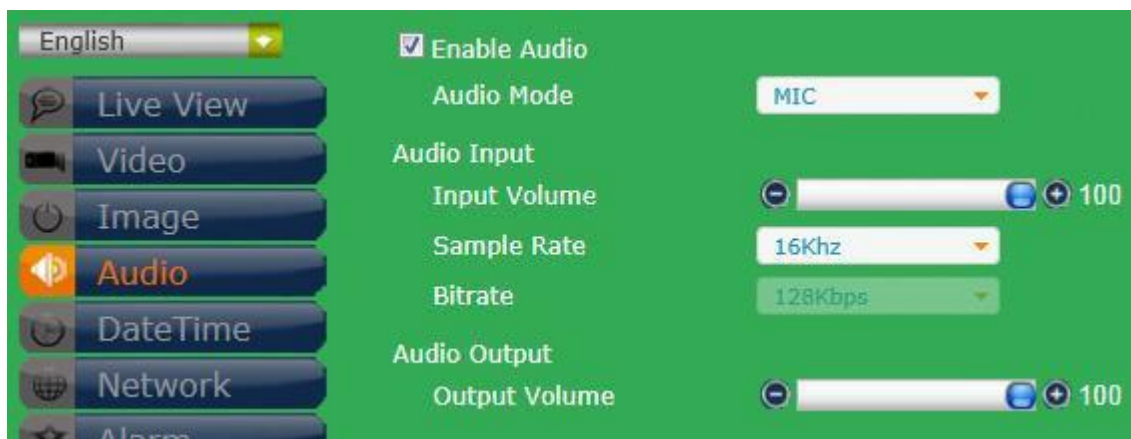 English
Live View
Video
Image
Audio
DateTime
Network
Alarm
Enable Audio
Audio Mode MIC
Audio Input
Input Volume 100
Sample Rate 16Khz
Bitrate 128Kbps
Audio Output
Output Volume 100